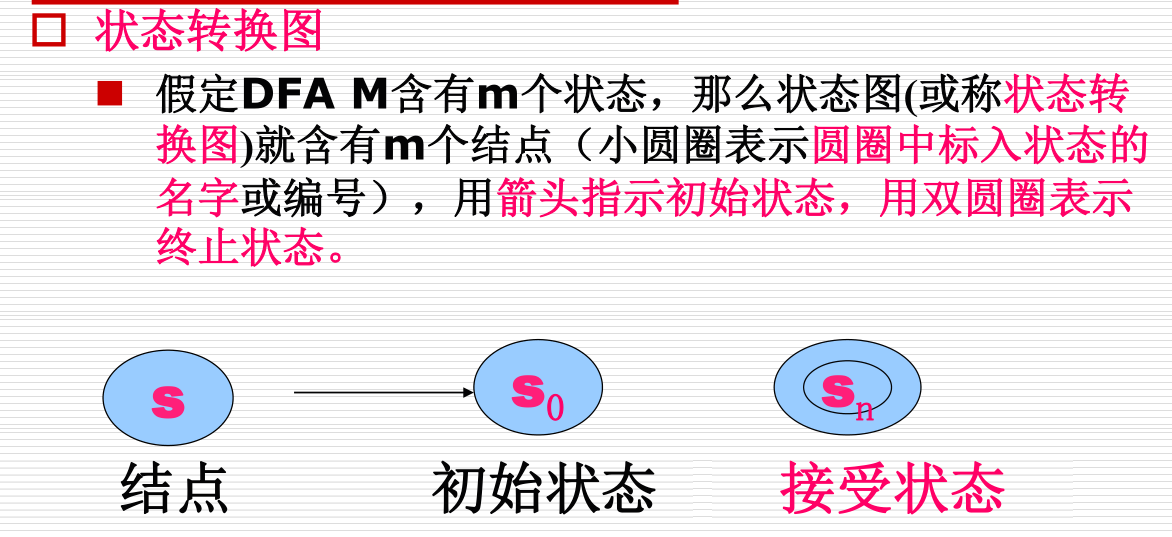 状态转换图
假定DFA M含有m个状态，那么状态图(或称状态转
换图)就含有m个结点（小圆圈表示圆圈中标入状态的
名字或编号），用箭头指示初始状态，用双圆圈表示
终止状态。
s s0 sn
结点 初始状态 接受状态